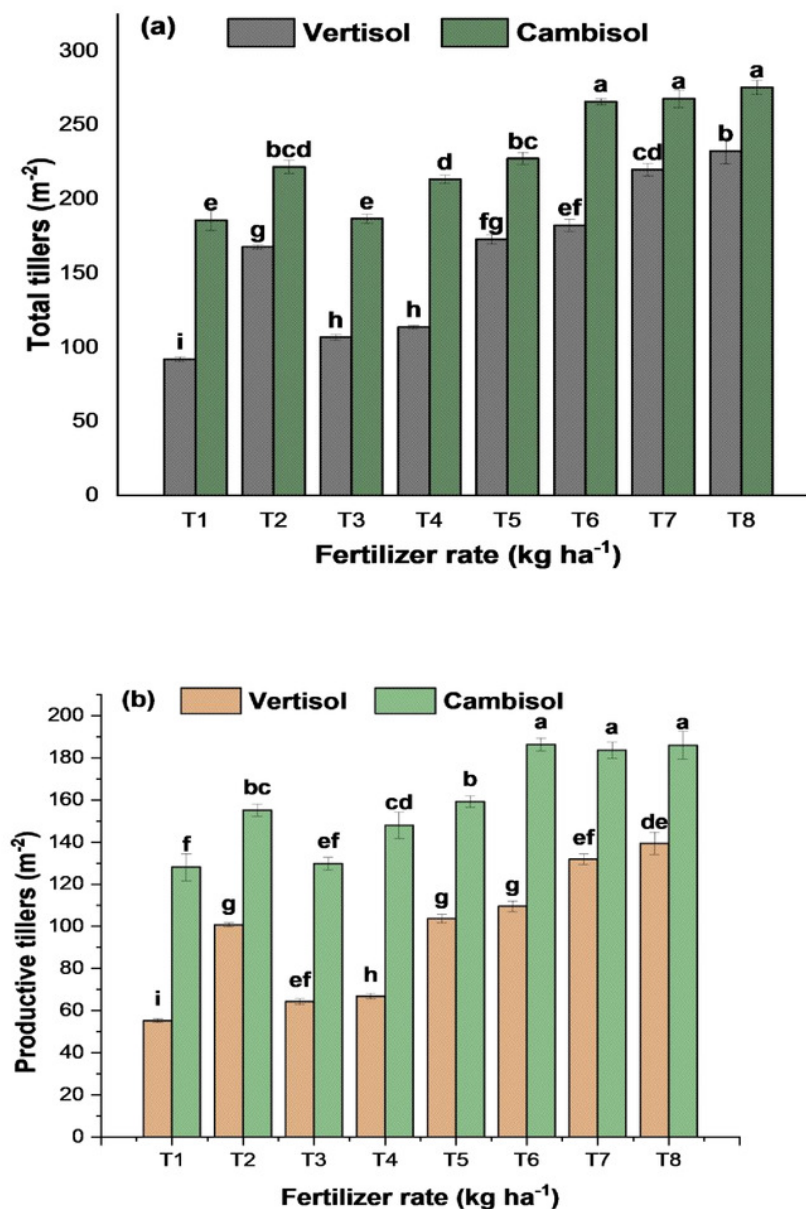 (a) Vertisol Cambisol
300
250
200
150
100
50
0
Total tillers (m⁻²)
i e g bcd h e h d fg bc ef a cd a b a
T1 T2 T3 T4 T5 T6 T7 T8
Fertilizer rate (kg ha⁻¹)
(b) Vertisol Cambisol
200
180
160
140
120
100
80
60
40
20
0
Productive tillers (m⁻²)
i f g bc ef ef h cd g b g a ef a de a
T1 T2 T3 T4 T5 T6 T7 T8
Fertilizer rate (kg ha⁻¹)